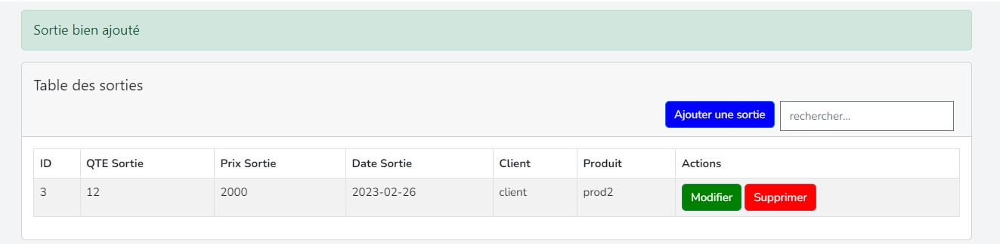 Sortie bien ajouté
Table des sorties
Ajouter une sortie rechercher...
ID QTE Sortie Prix Sortie Date Sortie Client Produit Actions
3 12 2000 2023-02-26 client prod2 Modifier Supprimer